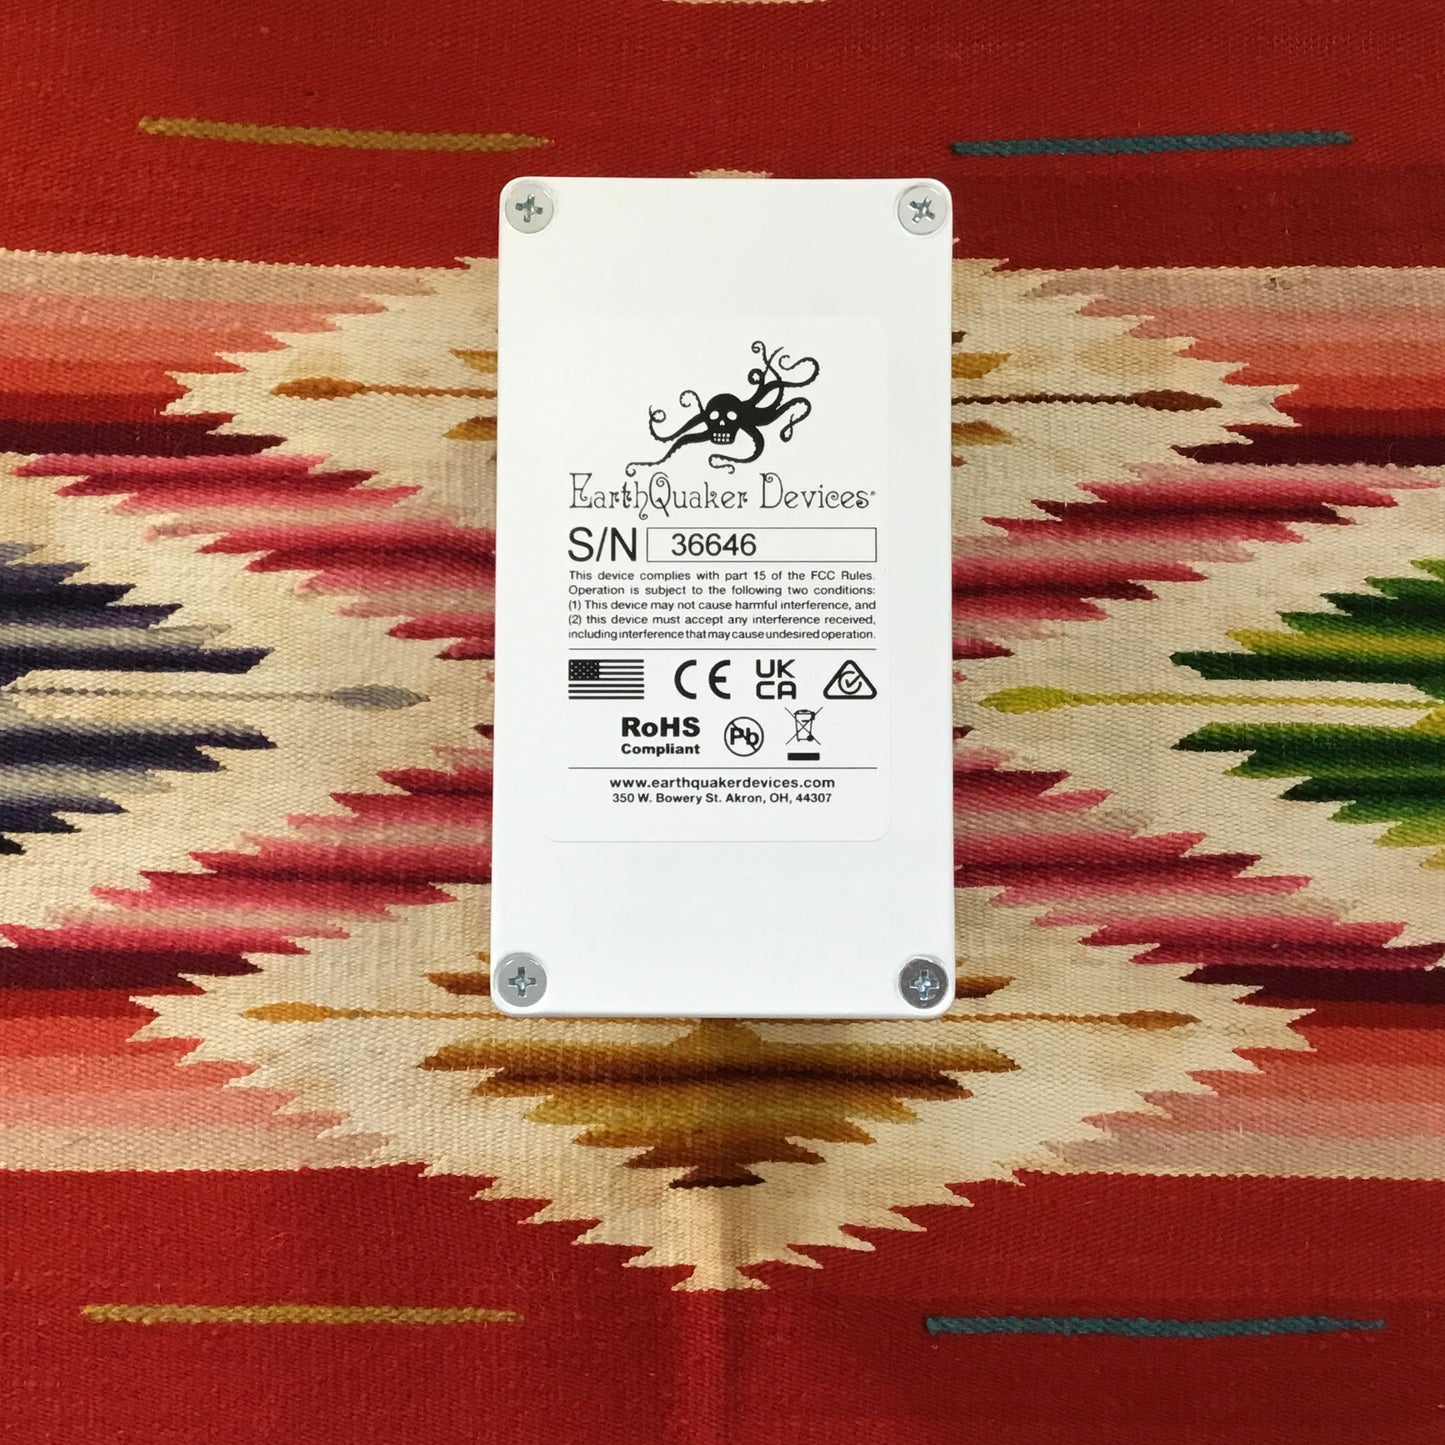 EarthQuaker Devices®
S/N 36646
This device complies with part 15 of the FCC Rules.
Operation is subject to the following two conditions:
(1) This device may not cause harmful interference, and
(2) this device must accept any interference received,
including interference that may cause undesired operation.
CE UK
CA
RoHS
Compliant
Pb
www.earthquakerdevices.com
350 W. Bowery St. Akron, OH, 44307